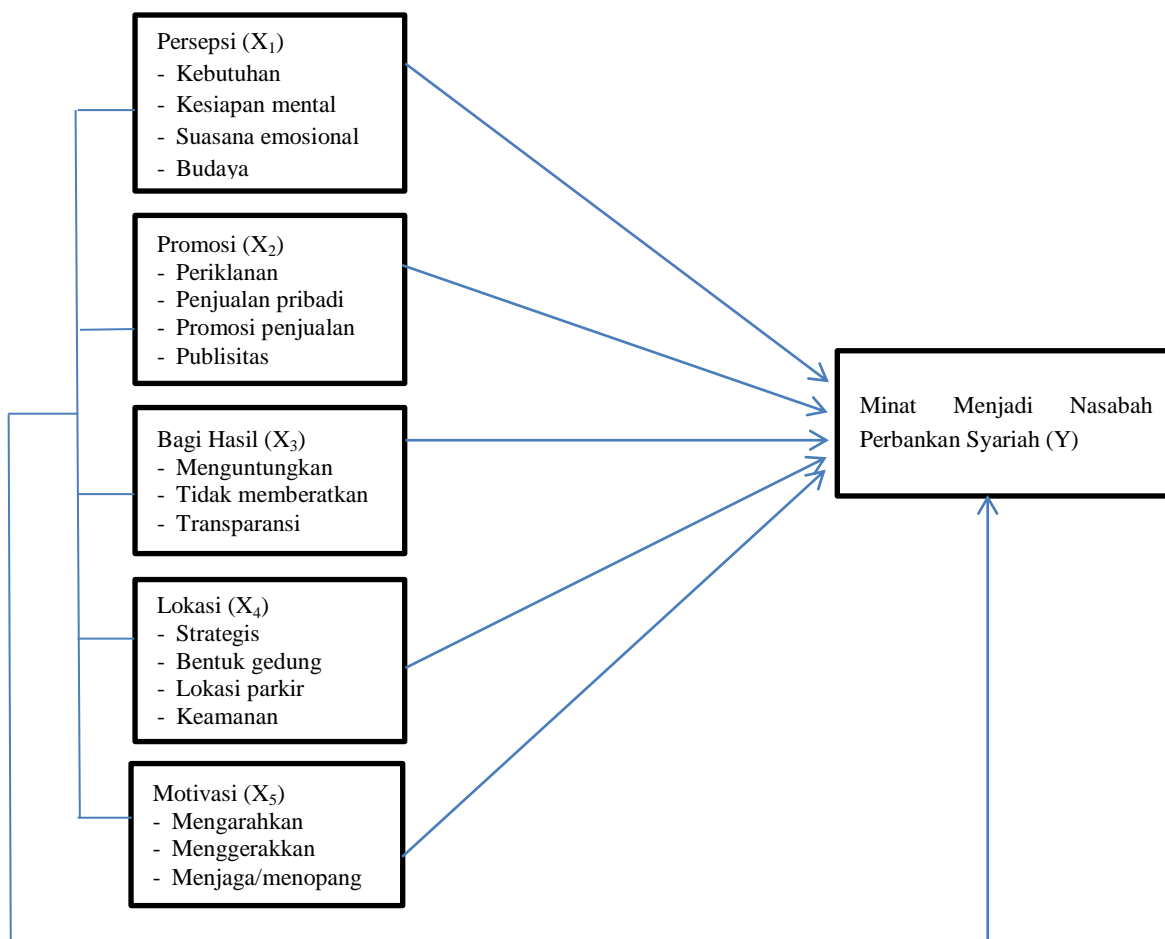 Persepsi (X₁)
- Kebutuhan
- Kesiapan mental
- Suasana emosional
- Budaya
Promosi (X₂)
- Periklanan
- Penjualan pribadi
- Promosi penjualan
- Publisitas
Bagi Hasil (X₃)
- Menguntungkan
- Tidak memberatkan
- Transparansi
Lokasi (X₄)
- Strategis
- Bentuk gedung
- Lokasi parkir
- Keamanan
Motivasi (X₅)
- Mengarahkan
- Menggerakkan
- Menjaga/menopang
Minat Menjadi Nasabah
Perbankan Syariah (Y)